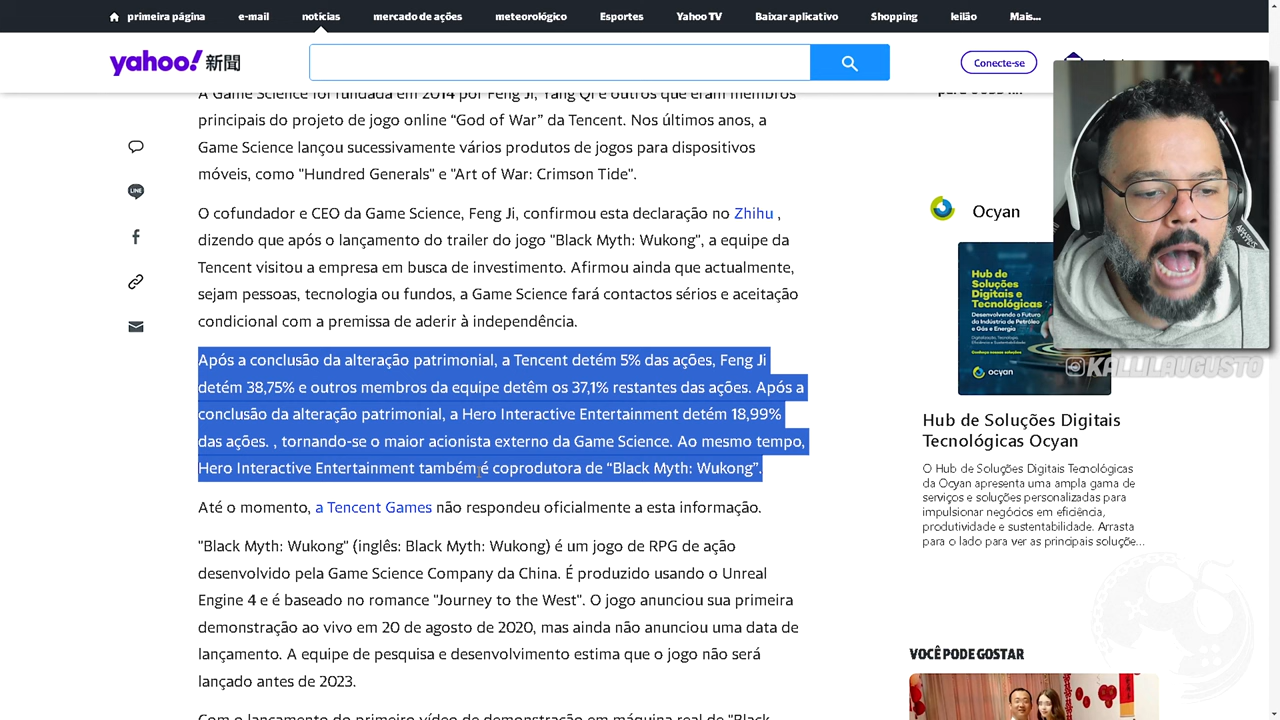 primeira página e-mail notícias mercado de ações meteorológico Esportes Yahoo TV Baixar aplicativo Shopping leilão Mais...
yahoo!新聞
Conecte-se
A Game Science foi fundada em 2014 por Feng Ji, Yang Qi e outros que eram membros
principais do projeto de jogo online "God of War" da Tencent. Nos últimos anos, a
Game Science lançou sucessivamente vários produtos de jogos para dispositivos
móveis, como "Hundred Generals" e "Art of War: Crimson Tide".
O cofundador e CEO da Game Science, Feng Ji, confirmou esta declaração no Zhihu ,
dizendo que após o lançamento do trailer do jogo "Black Myth: Wukong", a equipe da
Tencent visitou a empresa em busca de investimento. Afirmou ainda que actualmente,
sejam pessoas, tecnologia ou fundos, a Game Science fará contactos sérios e aceitação
condicional com a premissa de aderir à independência.
Após a conclusão da alteração patrimonial, a Tencent detém 5% das ações, Feng Ji
detém 38,75% e outros membros da equipe detêm os 37,1% restantes das ações. Após a
conclusão da alteração patrimonial, a Hero Interactive Entertainment detém 18,99%
das ações. , tornando-se o maior acionista externo da Game Science. Ao mesmo tempo,
Hero Interactive Entertainment também é coprodutora de “Black Myth: Wukong”.
Até o momento, a Tencent Games não respondeu oficialmente a esta informação.
"Black Myth: Wukong" (inglês: Black Myth: Wukong) é um jogo de RPG de ação
desenvolvido pela Game Science Company da China. É produzido usando o Unreal
Engine 4 e é baseado no romance "Journey to the West". O jogo anunciou sua primeira
demonstração ao vivo em 20 de agosto de 2020, mas ainda não anunciou uma data de
lançamento. A equipe de pesquisa e desenvolvimento estima que o jogo não será
lançado antes de 2023.
Com o lançamento do primeiro vídeo de demonstração em máquina real de "Black
LINE
Ocyan
Hub de
Soluções
Digitais e
Tecnológicas
Desenvolvendo o Futuro
da Indústria de Petróleo
e Gás e Energia
Conheça nossas soluções
ocyan
KALLILAUGUSTO
Hub de Soluções Digitais
Tecnológicas Ocyan
O Hub de Soluções Digitais Tecnológicas
da Ocyan apresenta uma ampla gama de
serviços e soluções personalizadas para
impulsionar negócios em eficiência,
produtividade e sustentabilidade. Arrasta
para o lado para ver as principais soluçõe...
VOCÊ PODE GOSTAR